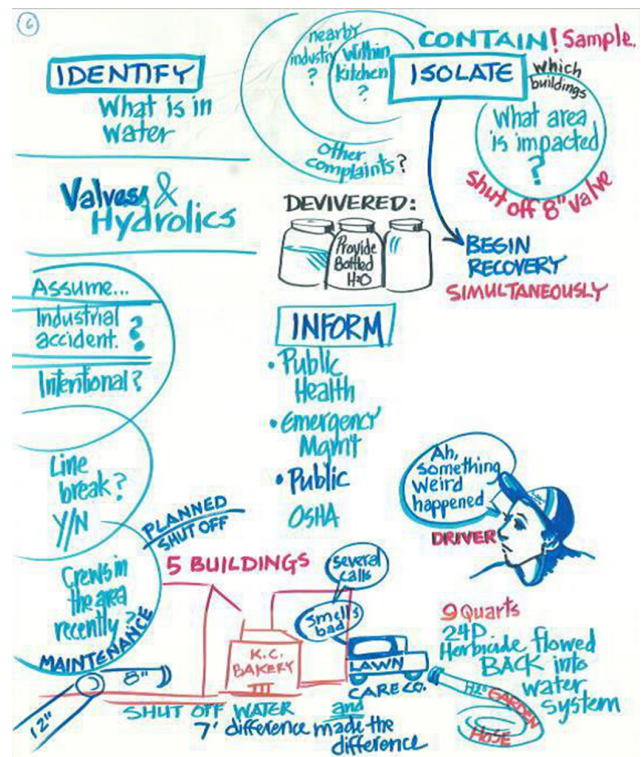 6
IDENTIFY
What is in
Water
Valves &
Hydrolics
Assume...
Industrial
accident. ?
Intentional?
Line
break?
Y/N
Crews in
the area
recently?
MAINTENANCE
nearby
industry
?
Within
kitchen
?
other
complaints?
CONTAIN! Sample.
ISOLATE
which
buildings
What area
is impacted
?
Shut off 8" valve
BEGIN
RECOVERY
SIMULTANEOUSLY
DEVIVERED:
Provide
Bottled
H2O
INFORM
• Public
Health
• Emergency
Mgmt
• Public
OSHA
Ah,
something
weird
happened
DRIVER
PLANNED
SHUT OFF
5 BUILDINGS
several
calls
smells
bad
K.C.
BAKERY
LAWN
CARE CO.
8"
12"
SHUT OFF WATER and
7' difference made the
difference
9 Quarts
24D
Herbicide flowed
BACK into
water
system
GARDEN
HOSE